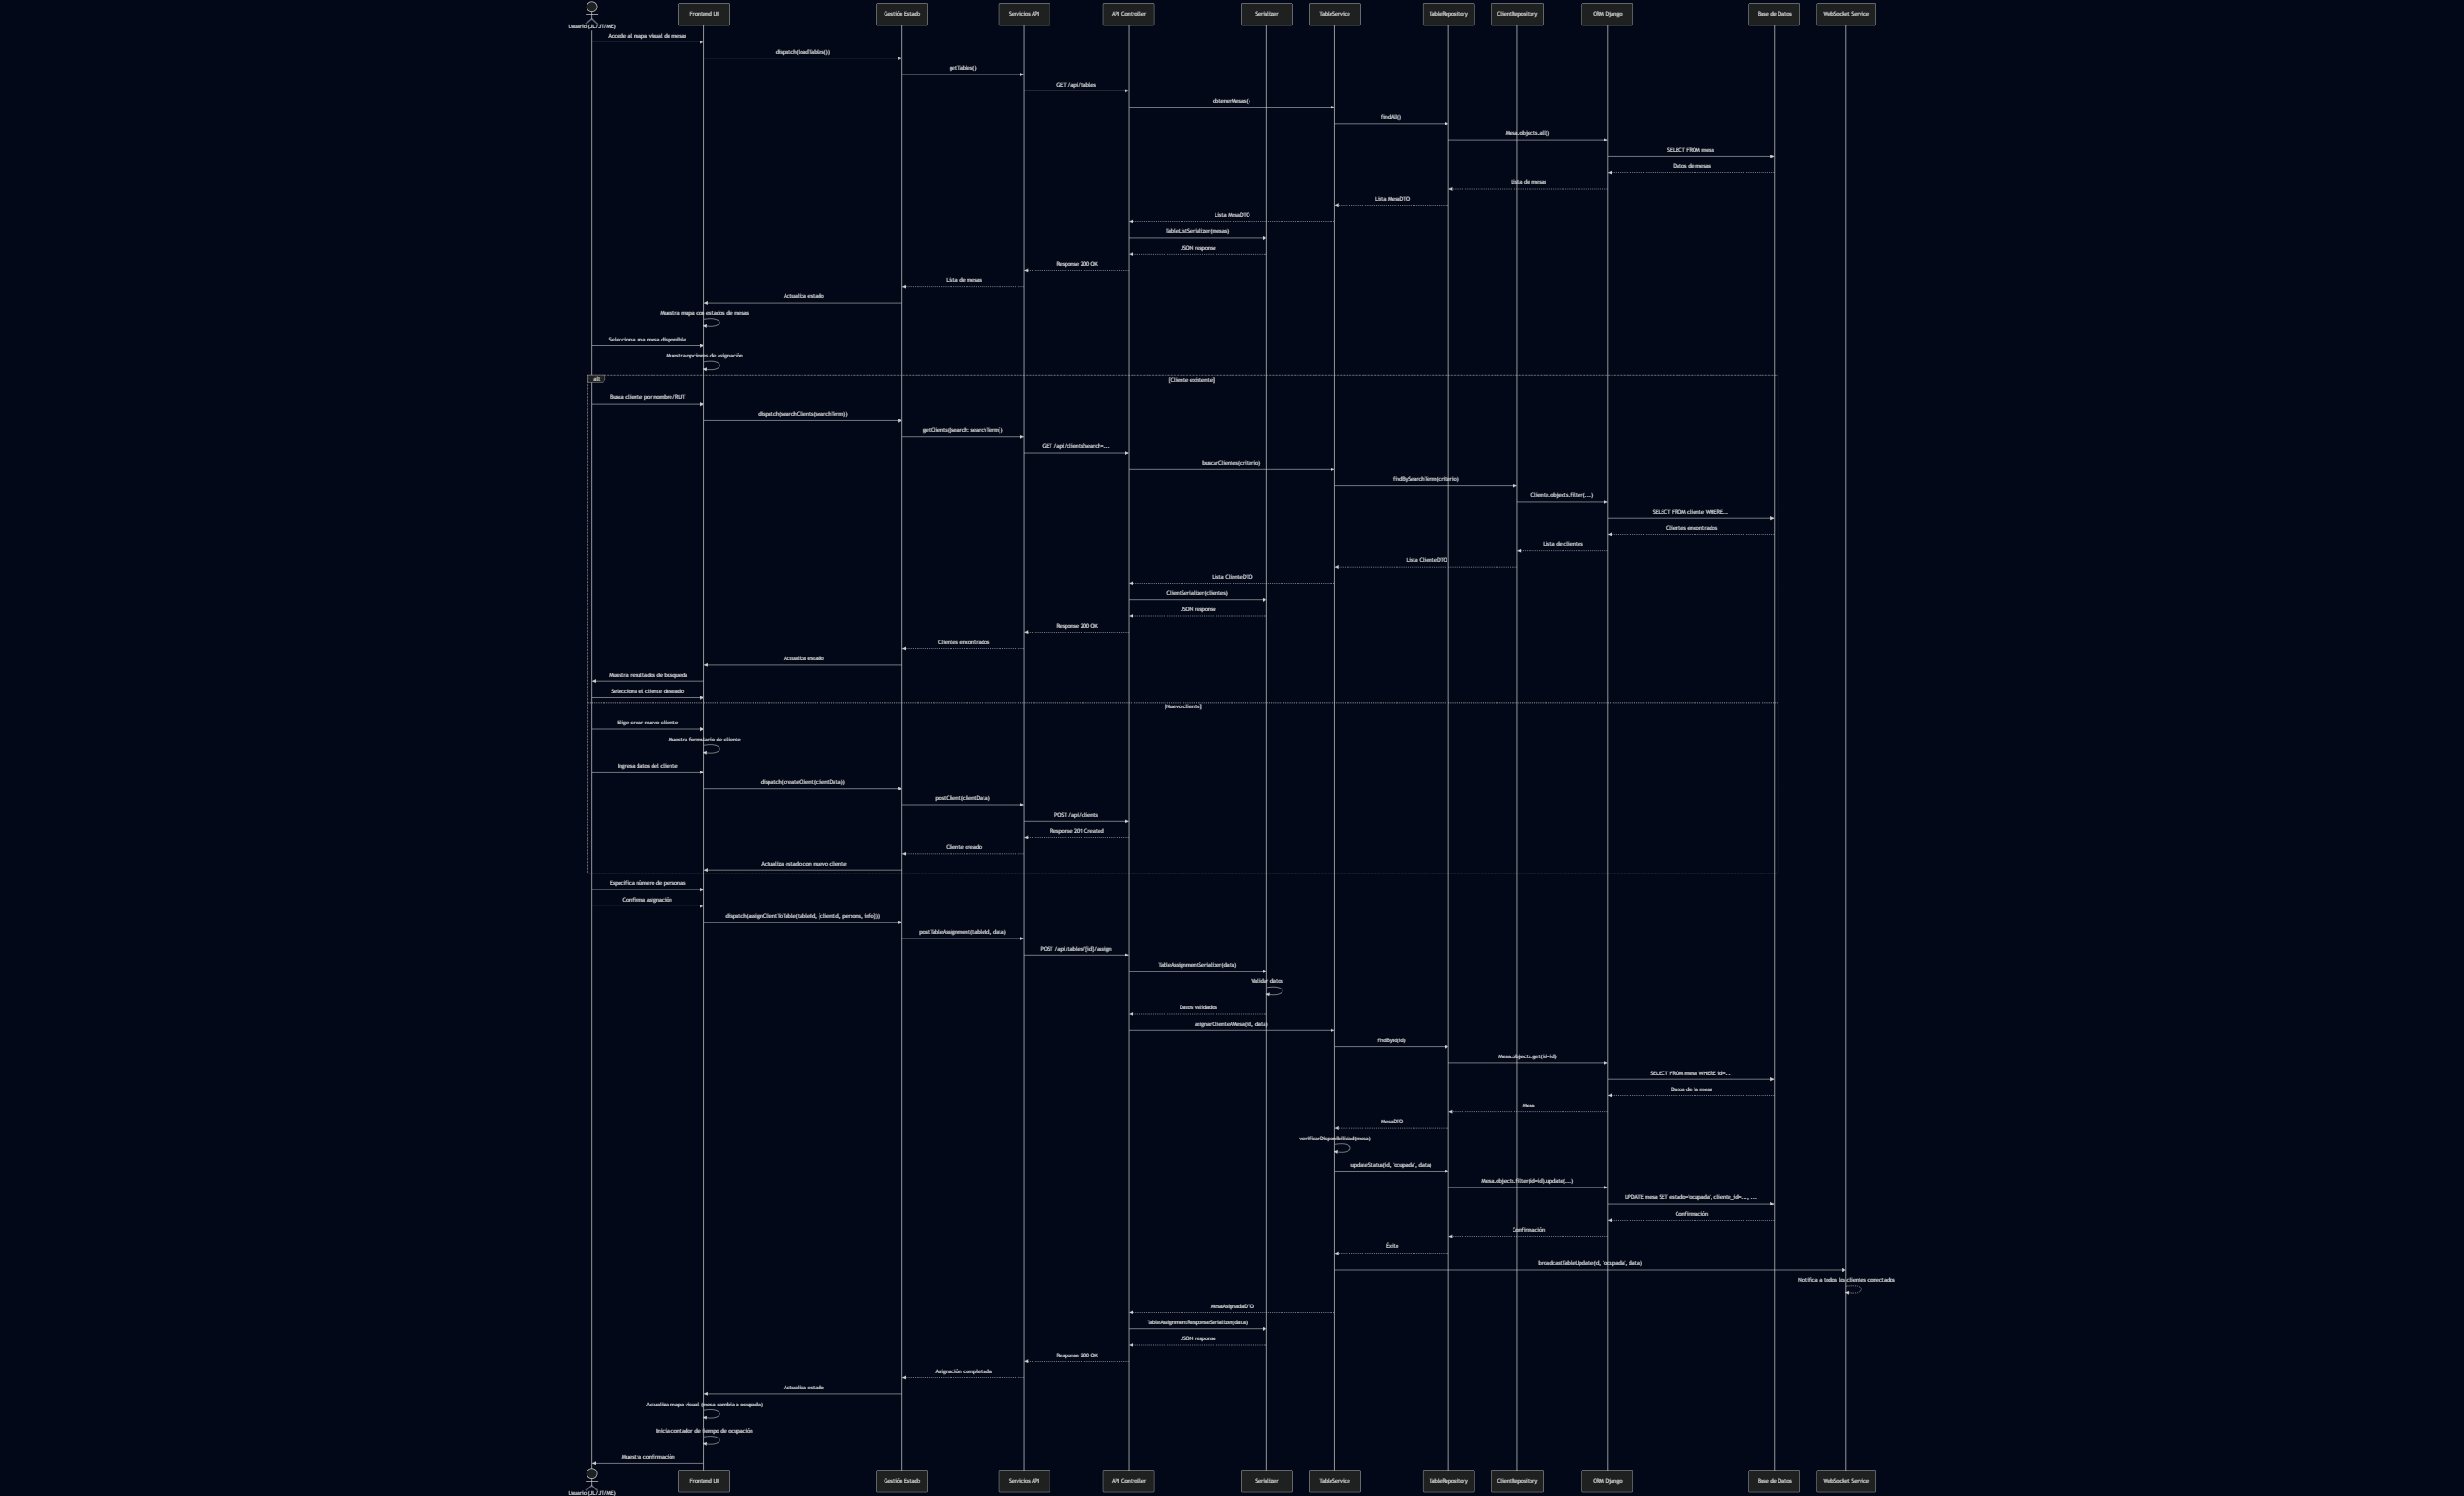 Usuario (JL/JT/ME)
Frontend UI
Gestión Estado
Servicios API
API Controller
Serializer
TableService
TableRepository
ClientRepository
ORM Django
Base de Datos
WebSocket Service
Accede al mapa visual de mesas
dispatch(loadTables())
getTables()
GET /api/tables
obtenerMesas()
findAll()
Mesa.objects.all()
SELECT FROM mesa
Datos de mesas
Lista de mesas
Lista MesaDTO
Lista MesaDTO
TableListSerializer(mesas)
JSON response
Response 200 OK
Lista de mesas
Actualiza estado
Muestra mapa con estados de mesas
Selecciona una mesa disponible
Muestra opciones de asignación
alt
[Cliente existente]
Busca cliente por nombre/RUT
dispatch(searchClients(searchTerm))
getClients({search: searchTerm})
GET /api/clients?search=...
buscarClientes(criterio)
findBySearchTerm(criterio)
Cliente.objects.filter(...)
SELECT FROM cliente WHERE...
Clientes encontrados
Lista de clientes
Lista ClienteDTO
Lista ClienteDTO
ClientSerializer(clientes)
JSON response
Response 200 OK
Clientes encontrados
Actualiza estado
Muestra resultados de búsqueda
Selecciona el cliente deseado
[Nuevo cliente]
Elige crear nuevo cliente
Muestra formulario de cliente
Ingresa datos del cliente
dispatch(createClient(clientData))
postClient(clientData)
POST /api/clients
Response 201 Created
Cliente creado
Actualiza estado con nuevo cliente
Especifica número de personas
Confirma asignación
dispatch(assignClientToTable(tableId, {clientId, persons, info}))
postTableAssignment(tableId, data)
POST /api/tables/{id}/assign
TableAssignmentSerializer(data)
Validar datos
Datos validados
asignarClienteAMesa(id, data)
findById(id)
Mesa.objects.get(id=id)
SELECT FROM mesa WHERE id=...
Datos de la mesa
Mesa
MesaDTO
verificarDisponibilidad(mesa)
updateStatus(id, 'ocupada', data)
Mesa.objects.filter(id=id).update(...)
UPDATE mesa SET estado='ocupada', cliente_id=..., ...
Confirmación
Confirmación
Éxito
broadcastTableUpdate(id, 'ocupada', data)
Notifica a todos los clientes conectados
MesaAsignadaDTO
TableAssignmentResponseSerializer(data)
JSON response
Response 200 OK
Asignación completada
Actualiza estado
Actualiza mapa visual (mesa cambia a ocupada)
Inicia contador de tiempo de ocupación
Muestra confirmación
Usuario (JL/JT/ME)
Frontend UI
Gestión Estado
Servicios API
API Controller
Serializer
TableService
TableRepository
ClientRepository
ORM Django
Base de Datos
WebSocket Service